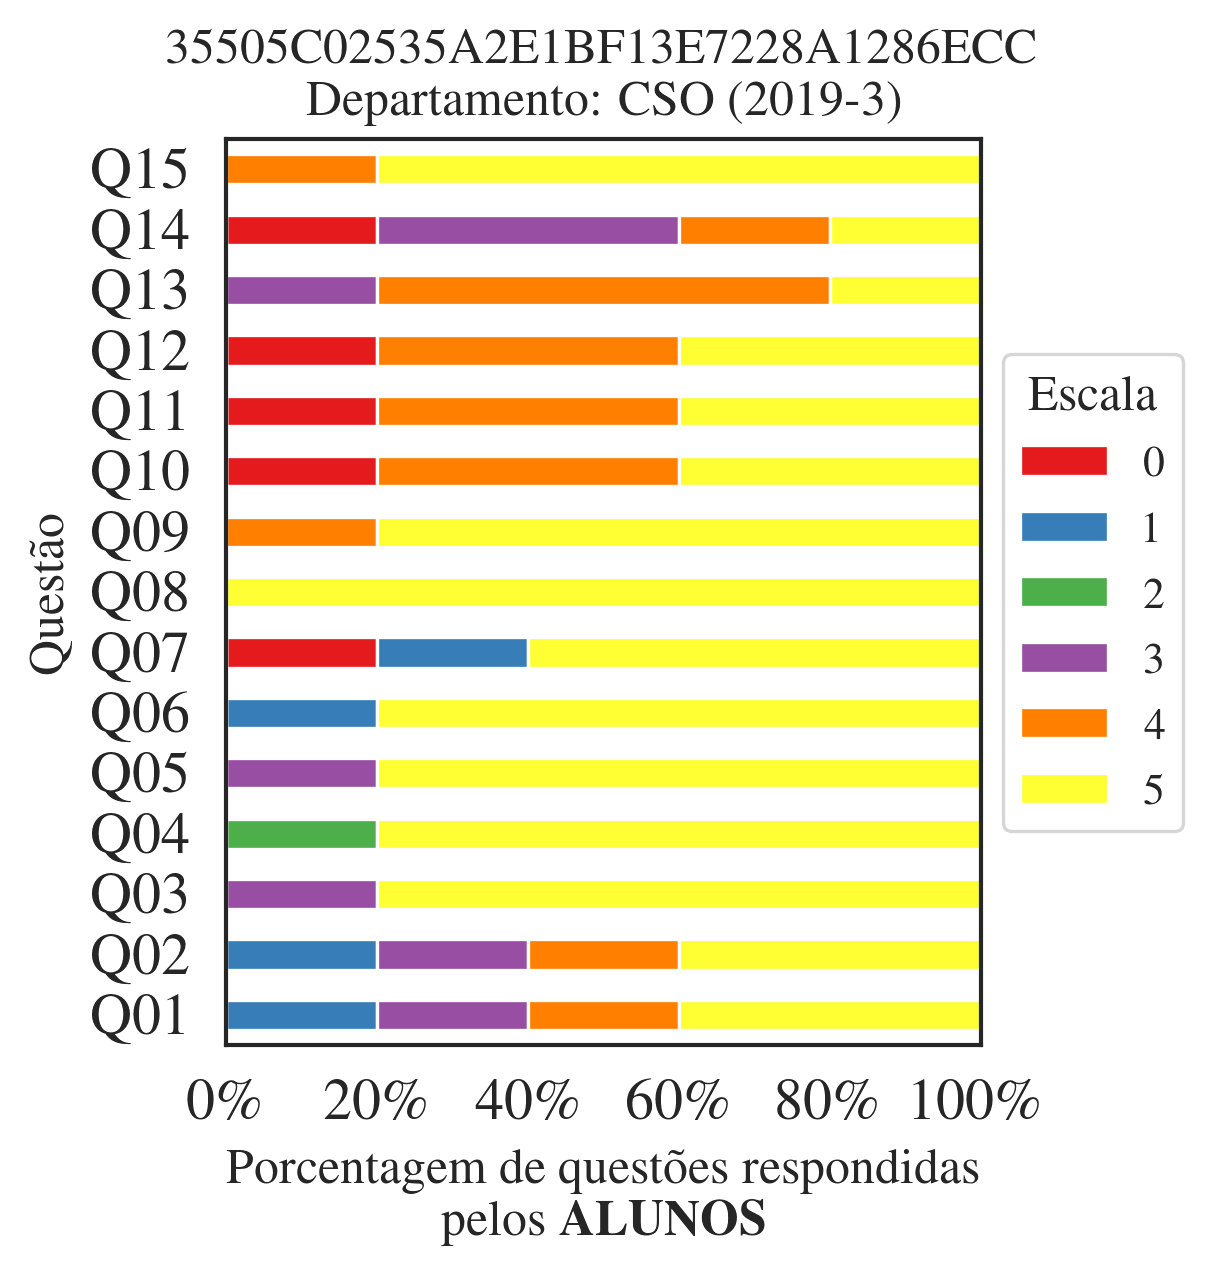 35505C02535A2E1BF13E7228A1286ECC
Departamento: CSO (2019-3)
Questão
Q15
Q14
Q13
Q12
Q11
Q10
Q09
Q08
Q07
Q06
Q05
Q04
Q03
Q02
Q01
0% 20% 40% 60% 80% 100%
Porcentagem de questões respondidas
pelos ALUNOS
Escala
0
1
2
3
4
5